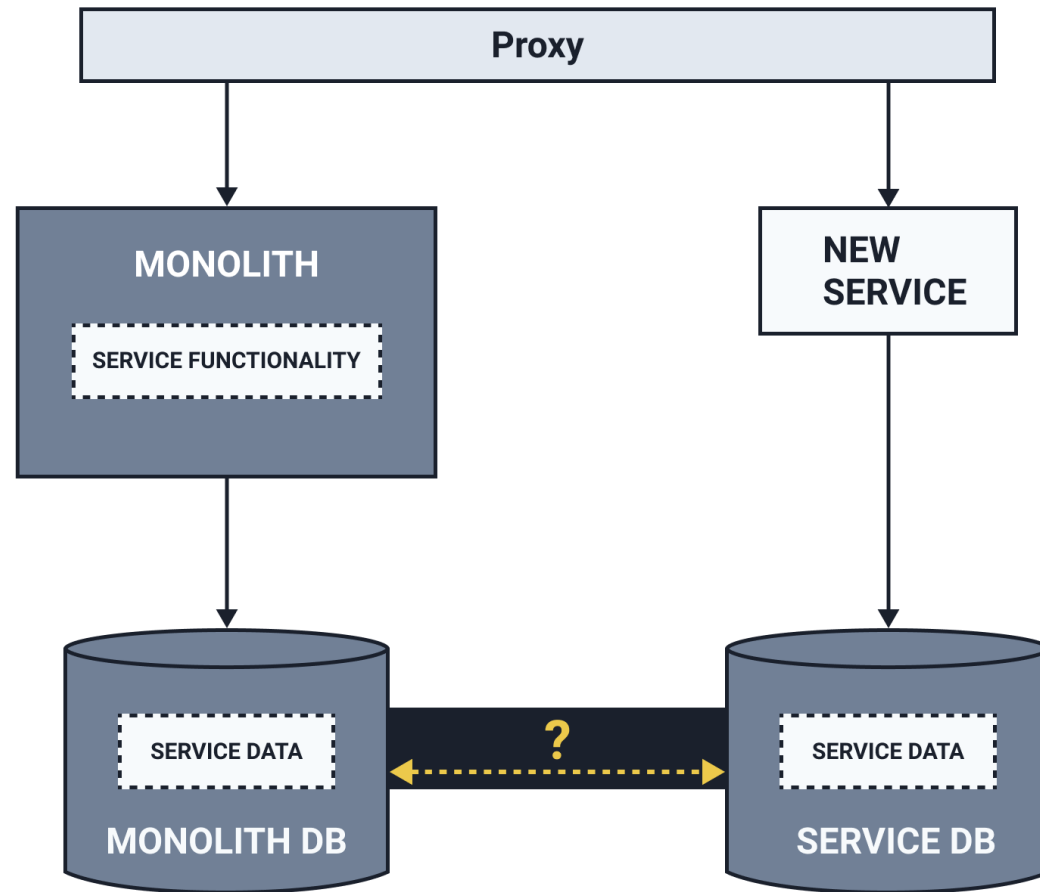 Proxy
MONOLITH
SERVICE FUNCTIONALITY
NEW
SERVICE
?
SERVICE DATA
MONOLITH DB
SERVICE DATA
SERVICE DB